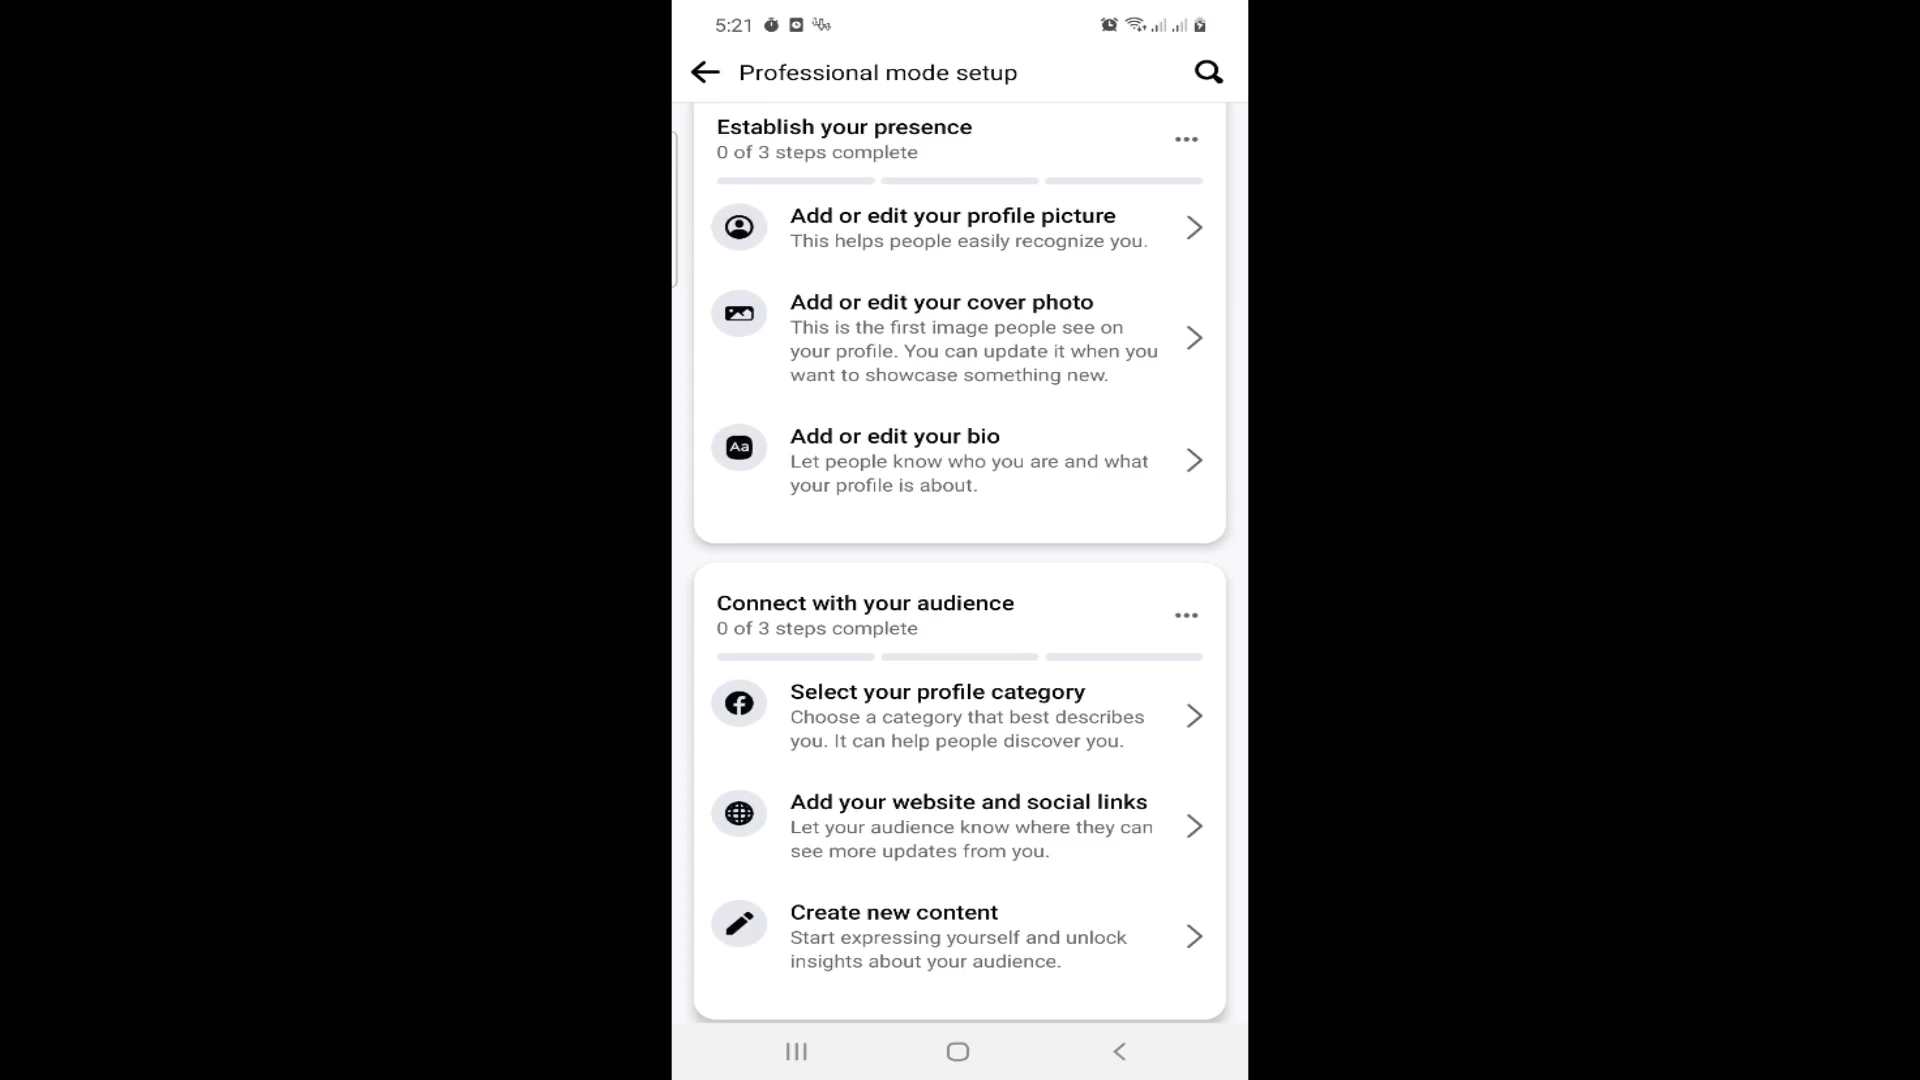 5:21
Professional mode setup
Establish your presence
0 of 3 steps complete
Add or edit your profile picture
This helps people easily recognize you.
Add or edit your cover photo
This is the first image people see on
your profile. You can update it when you
want to showcase something new.
Aa
Add or edit your bio
Let people know who you are and what
your profile is about.
Connect with your audience
0 of 3 steps complete
Select your profile category
Choose a category that best describes
you. It can help people discover you.
Add your website and social links
Let your audience know where they can
see more updates from you.
Create new content
Start expressing yourself and unlock
insights about your audience.